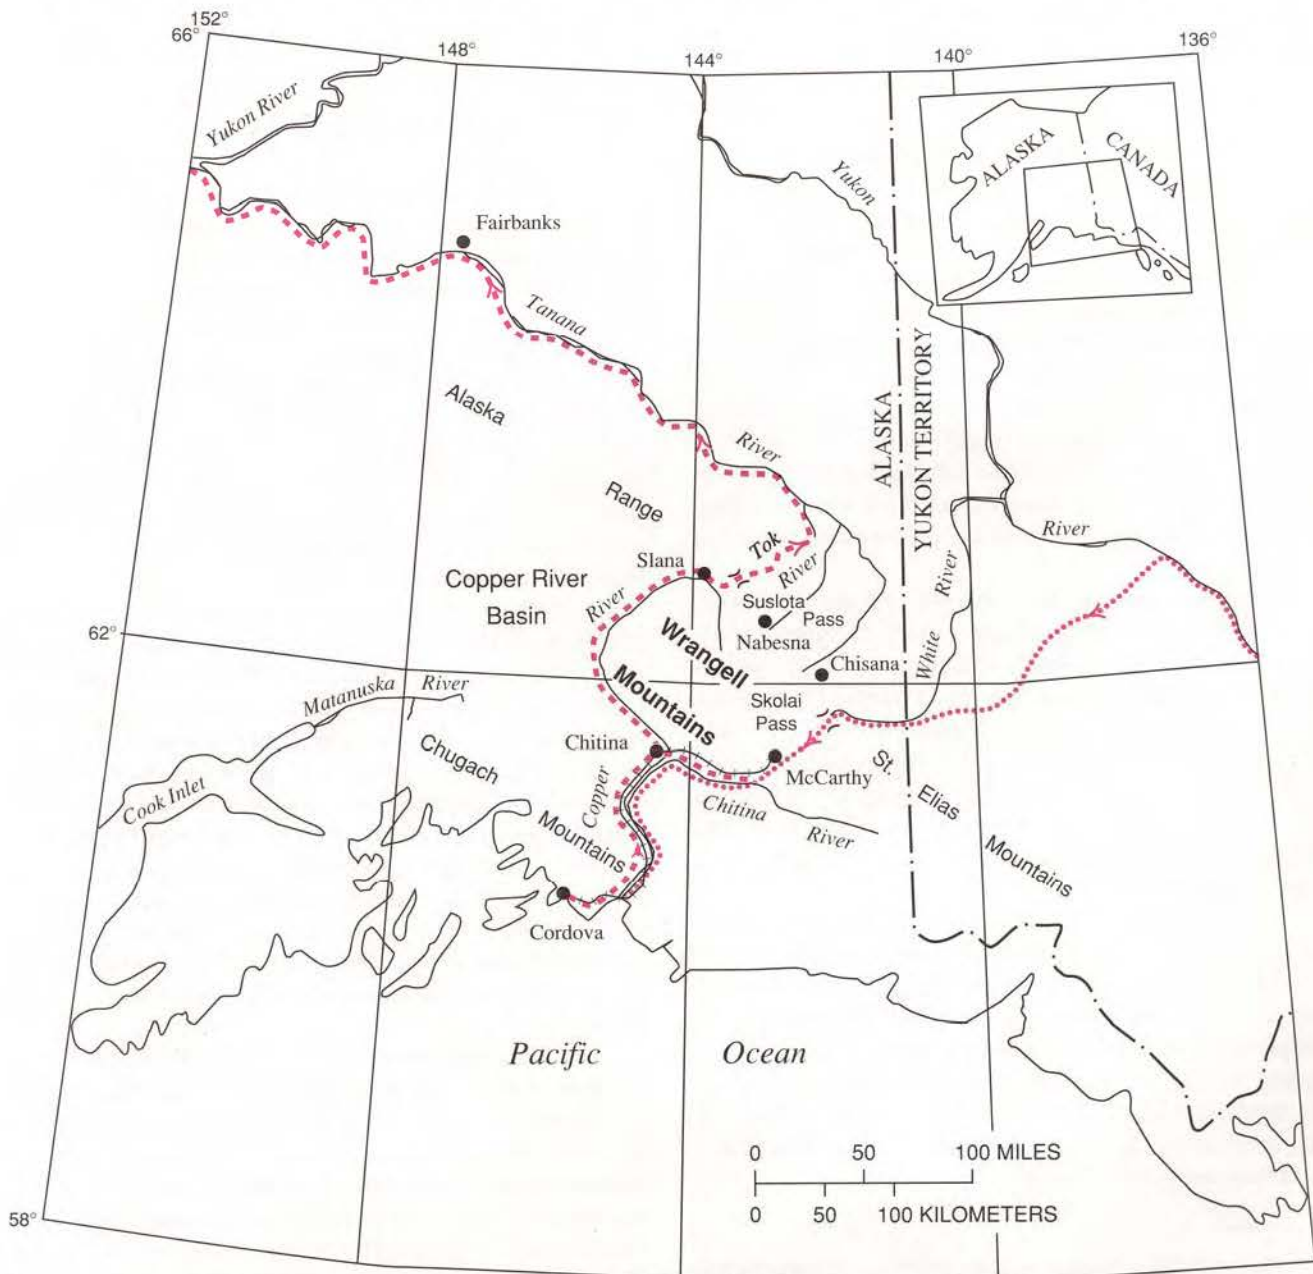 152°
66°
148°
144°
140°
136°
Yukon River
Yukon
ALASKA
CANADA
Fairbanks
Tanana
ALASKA
YUKON TERRITORY
Alaska
River
Range
River
Tok
Slana
River
River
Copper River
Basin
River
Suslota
Pass
Nabesna
62°
Wrangell
Mountains
Chisana
White
Matanuska River
Skolai
Pass
Chitina
McCarthy
Chugach
Mountains
Copper
Chitina
River
St.
Elias
Mountains
Cook Inlet
Cordova
Pacific Ocean
0 50 100 MILES
0 50 100 KILOMETERS
58°